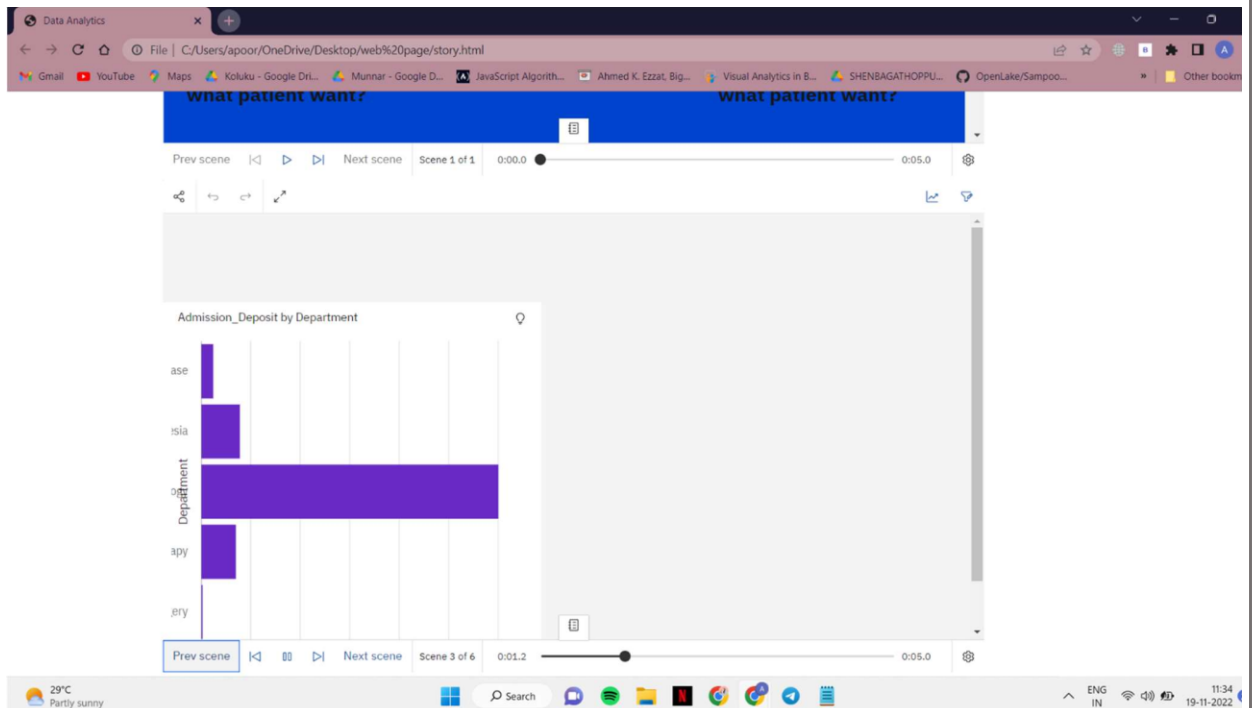 Data Analytics
File | C:/Users/apoor/OneDrive/Desktop/web%20page/story.html
Gmail YouTube Maps Koluku - Google Dri... Munnar - Google D... JavaScript Algorith... Ahmed K. Ezzat, Big... Visual Analytics in B... SHENBAGATHOPPU... OpenLake/Sampoo... » Other bookm
what patient want? what patient want?
Prev scene Next scene Scene 1 of 1 0:00.0 0:05.0
Admission_Deposit by Department
ase
esia
Department
apy
ery
Prev scene Next scene Scene 3 of 6 0:01.2 0:05.0
29°C
Partly sunny
Search
ENG
IN
11:34
19-11-2022